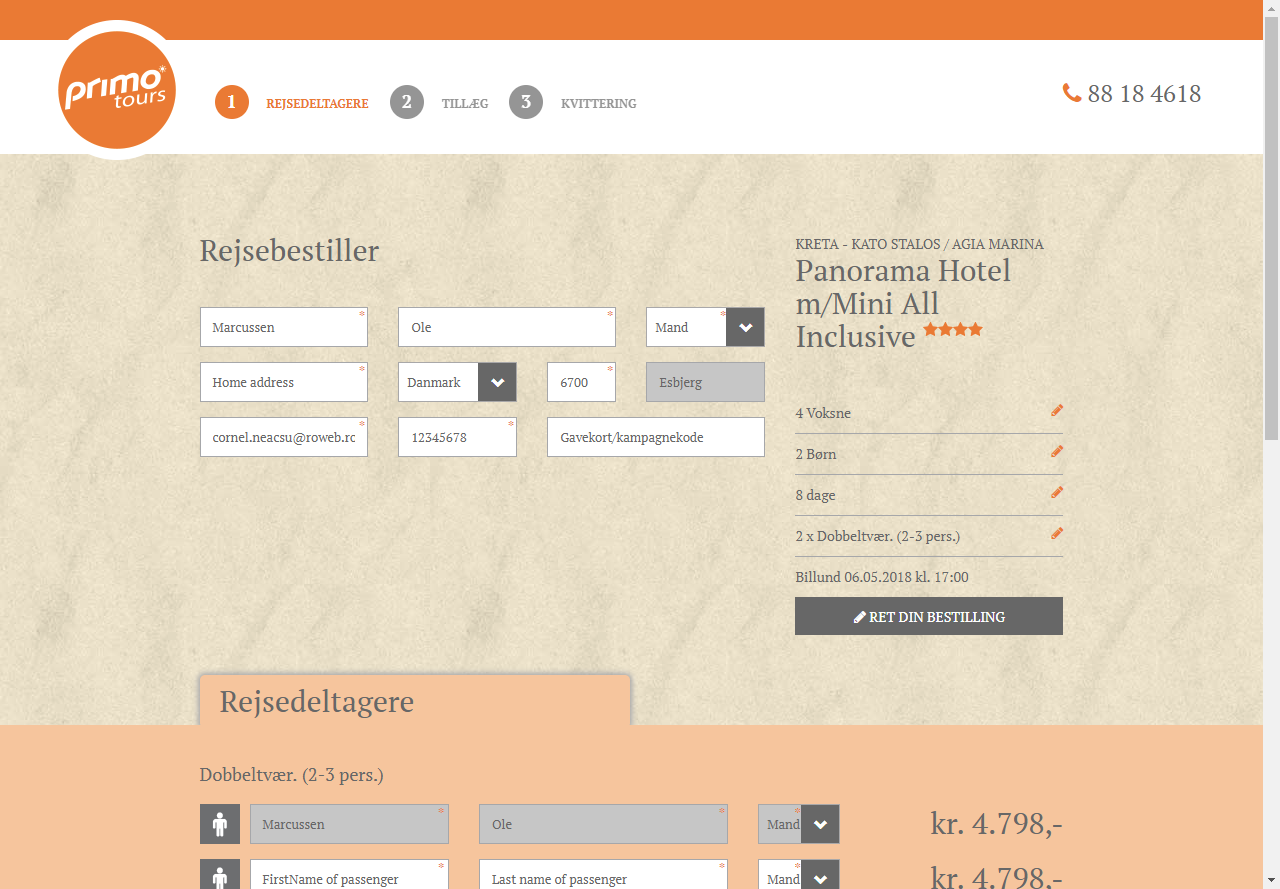 primo
tours
1 REJSEDELTAGERE 2 TILLÆG 3 KVITTERING
88 18 4618
Rejsebestiller
Marcussen * Ole * Mand *
Home address * Danmark 6700 * Esbjerg
cornel.neacsu@roweb.rc * 12345678 * Gavekort/kampagnekode
KRETA - KATO STALOS / AGIA MARINA
Panorama Hotel
m/Mini All
Inclusive
4 Voksne
2 Børn
8 dage
2 x Dobbeltvær. (2-3 pers.)
Billund 06.05.2018 kl. 17:00
RET DIN BESTILLING
Rejsedeltagere
Dobbeltvær. (2-3 pers.)
Marcussen * Ole * Mand * kr. 4.798,-
FirstName of passenger * Last name of passenger * Mand * kr. 4.798,-